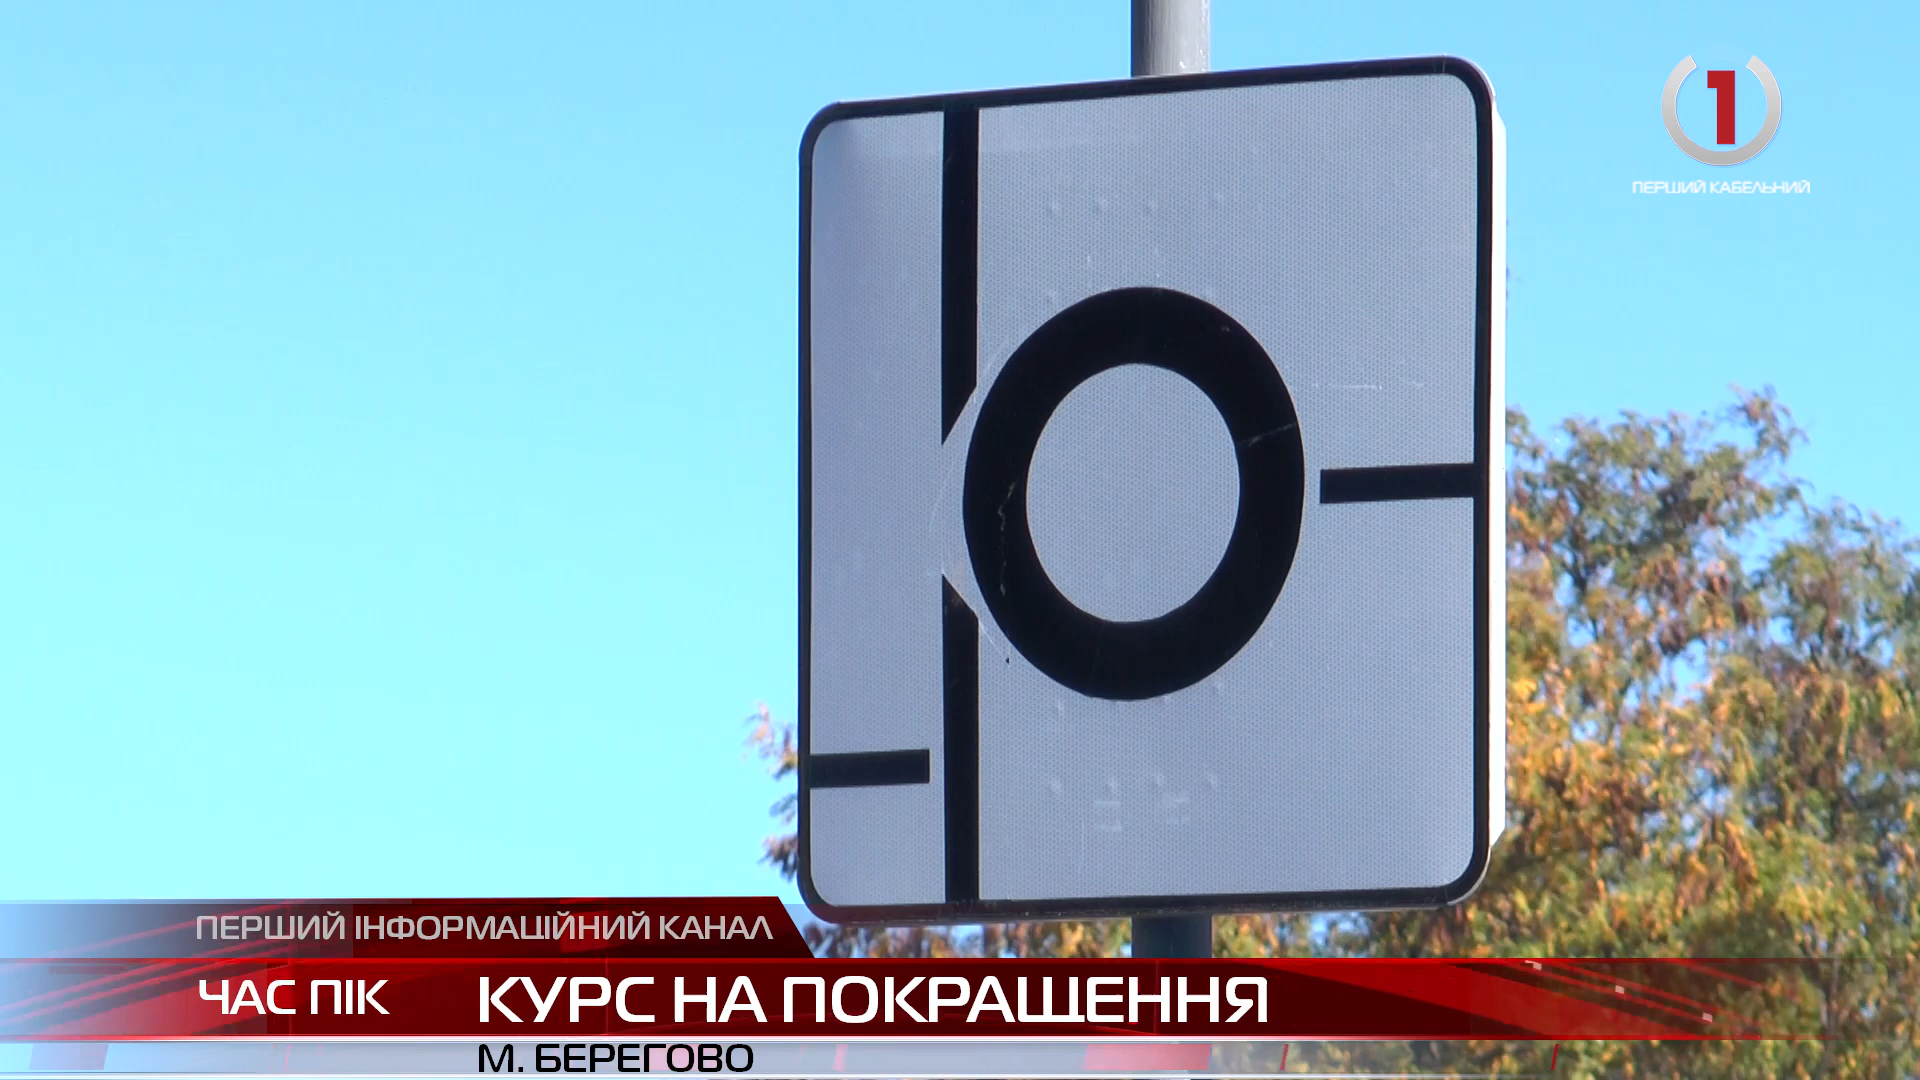 1
ПЕРШИЙ КАБЕЛЬНИЙ
ПЕРШИЙ ІНФОРМАЦІЙНИЙ КАНАЛ
ЧАС ПІК
КУРС НА ПОКРАЩЕННЯ
М. БЕРЕГОВО